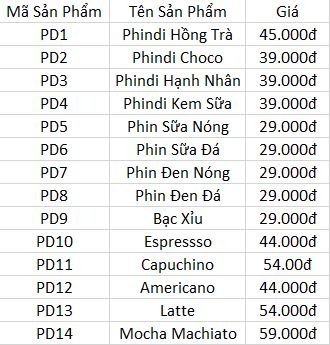 Mã Sản Phẩm Tên Sản Phẩm Giá
PD1 Phindi Hồng Trà 45.000đ
PD2 Phindi Choco 39.000đ
PD3 Phindi Hạnh Nhân 39.000đ
PD4 Phindi Kem Sữa 39.000đ
PD5 Phin Sữa Nóng 29.000đ
PD6 Phin Sữa Đá 29.000đ
PD7 Phin Đen Nóng 29.000đ
PD8 Phin Đen Đá 29.000đ
PD9 Bạc Xỉu 29.000đ
PD10 Espressso 44.000đ
PD11 Capuchino 54.00đ
PD12 Americano 44.000đ
PD13 Latte 54.000đ
PD14 Mocha Machiato 59.000đ